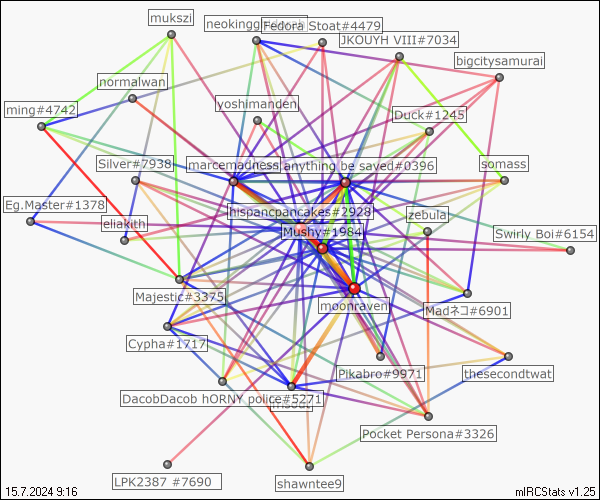 mukszi
neokingg
Fedora Stoat#4479
JKOUYH VIII#7034
bigcitysamurai
normalwan
ming#4742
yoshimanden
Duck#1245
Silver#7938
marcemadness
anything be saved#0396
somass
Eg.Master#1378
hispancpancakes#2928
zebula
eliakith
Mushy#1984
Swirly Boi#6154
Majestic#3375
moonraven
Madネコ#6901
Cypha#1717
Pikabro#9971
thesecondtwat
DacobDacob hORNY police#5271
Pocket Persona#3326
LPK2387 #7690
shawntee9
15.7.2024 9:16
mIRCStats v1.25